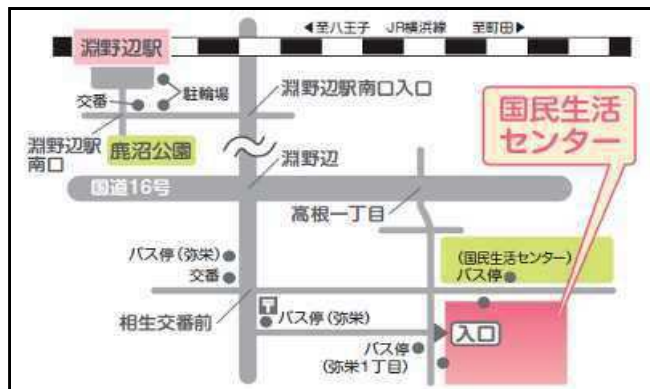 ◀至八王子 JR横浜線 至町田▶
淵野辺駅
駐輪場
交番
淵野辺駅南口入口
淵野辺駅
南口
鹿沼公園
国民生活
センター
淵野辺
国道16号
高根一丁目
バス停(弥栄)
交番
(国民生活センター)
バス停
相生交番前
〒
バス停(弥栄)
入口
バス停
(弥栄1丁目)